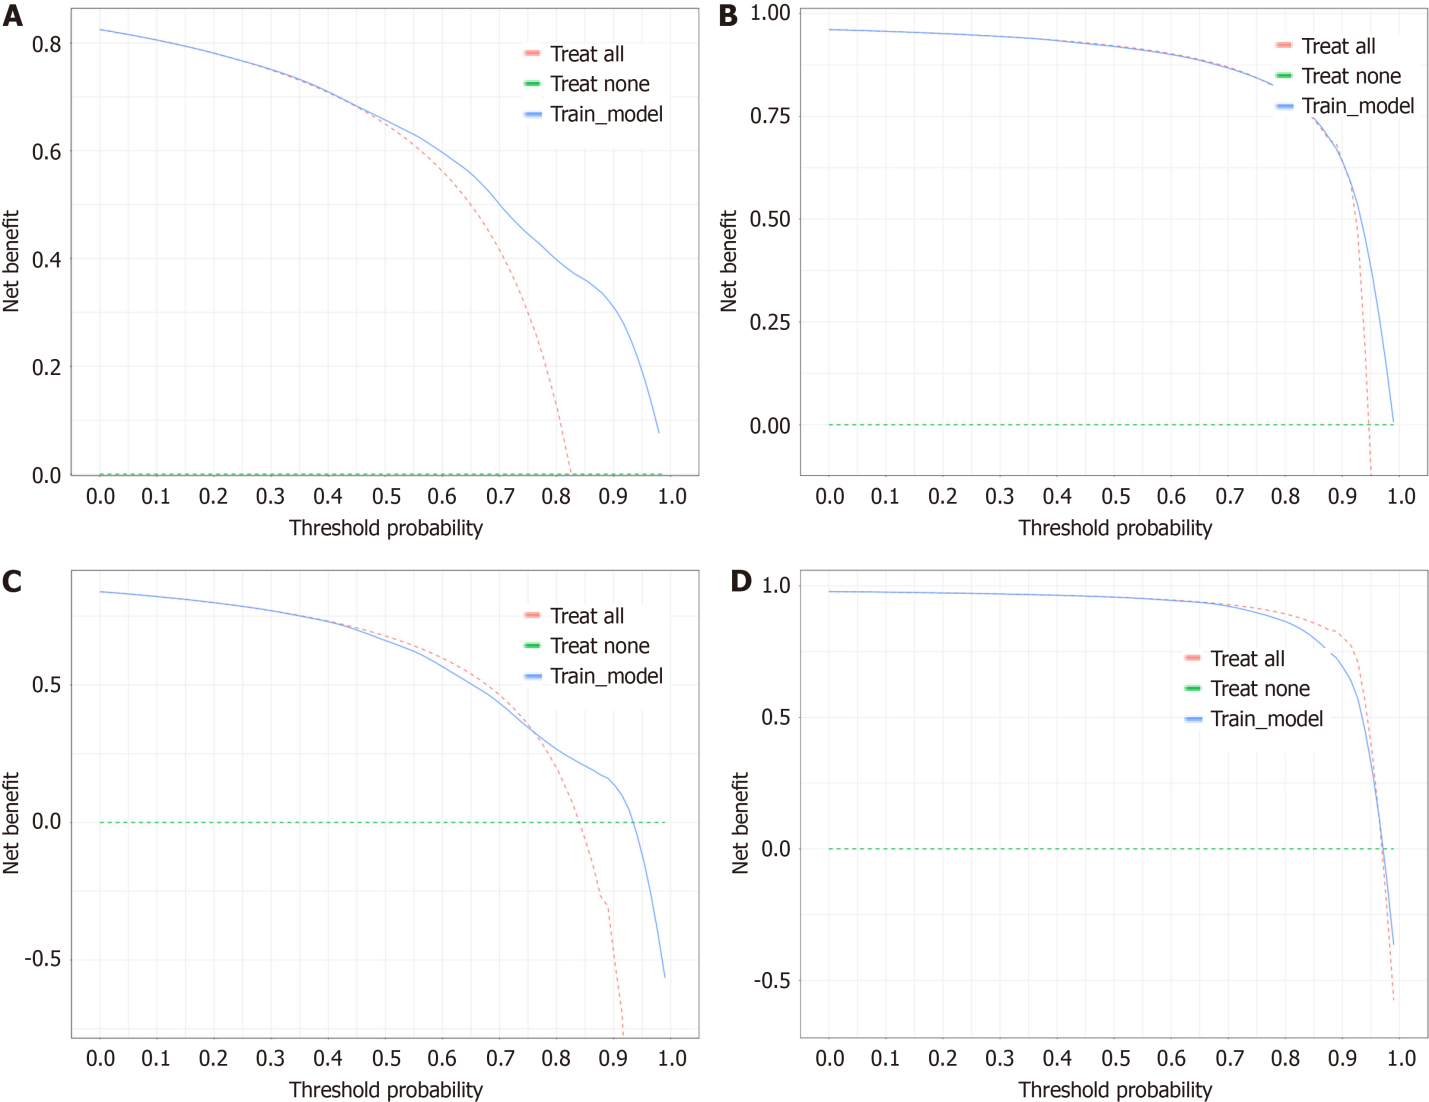 A
0.8
0.6
0.4
0.2
0.0
Net benefit
Treat all
Treat none
Train_model
0.0 0.1 0.2 0.3 0.4 0.5 0.6 0.7 0.8 0.9 1.0
Threshold probability
B
1.00
0.75
0.50
0.25
0.00
Net benefit
Treat all
Treat none
Train_model
0.0 0.1 0.2 0.3 0.4 0.5 0.6 0.7 0.8 0.9 1.0
Threshold probability
C
0.5
0.0
-0.5
Net benefit
Treat all
Treat none
Train_model
0.0 0.1 0.2 0.3 0.4 0.5 0.6 0.7 0.8 0.9 1.0
Threshold probability
D
1.0
0.5
0.0
-0.5
Net benefit
Treat all
Treat none
Train_model
0.0 0.1 0.2 0.3 0.4 0.5 0.6 0.7 0.8 0.9 1.0
Threshold probability